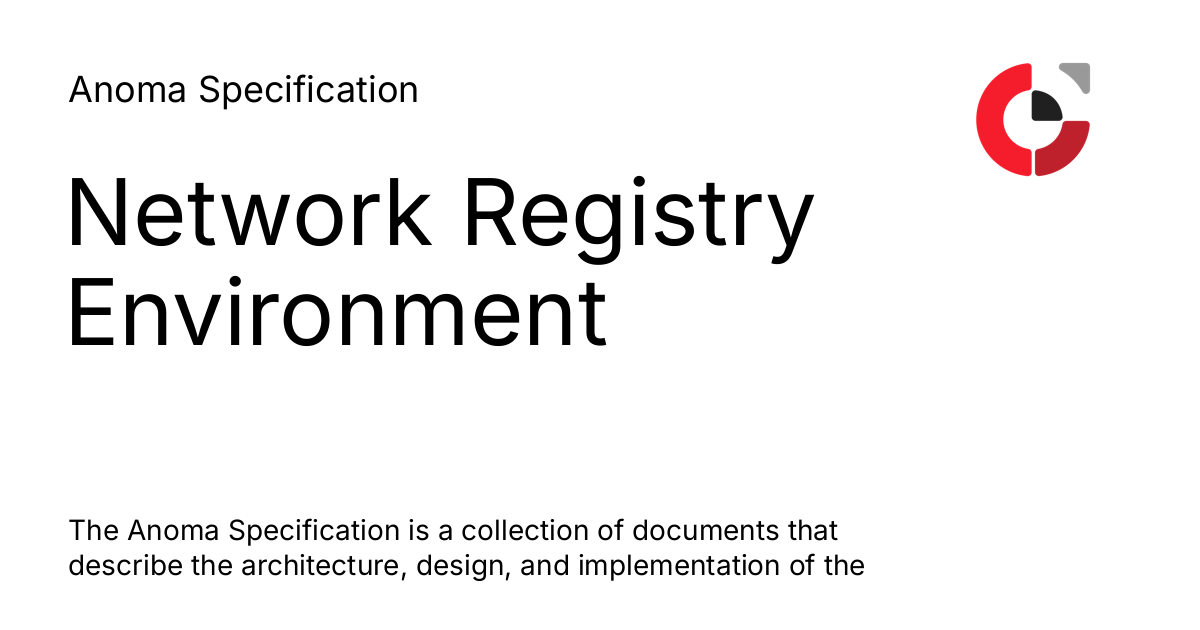 Anoma Specification
Network Registry
Environment
The Anoma Specification is a collection of documents that
describe the architecture, design, and implementation of the